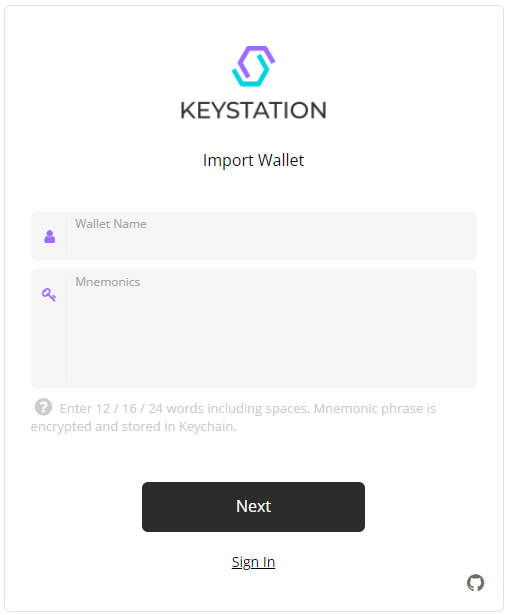 KEYSTATION
Import Wallet
Wallet Name
Mnemonics
Enter 12 / 16 / 24 words including spaces. Mnemonic phrase is
encrypted and stored in Keychain.
Next
Sign In